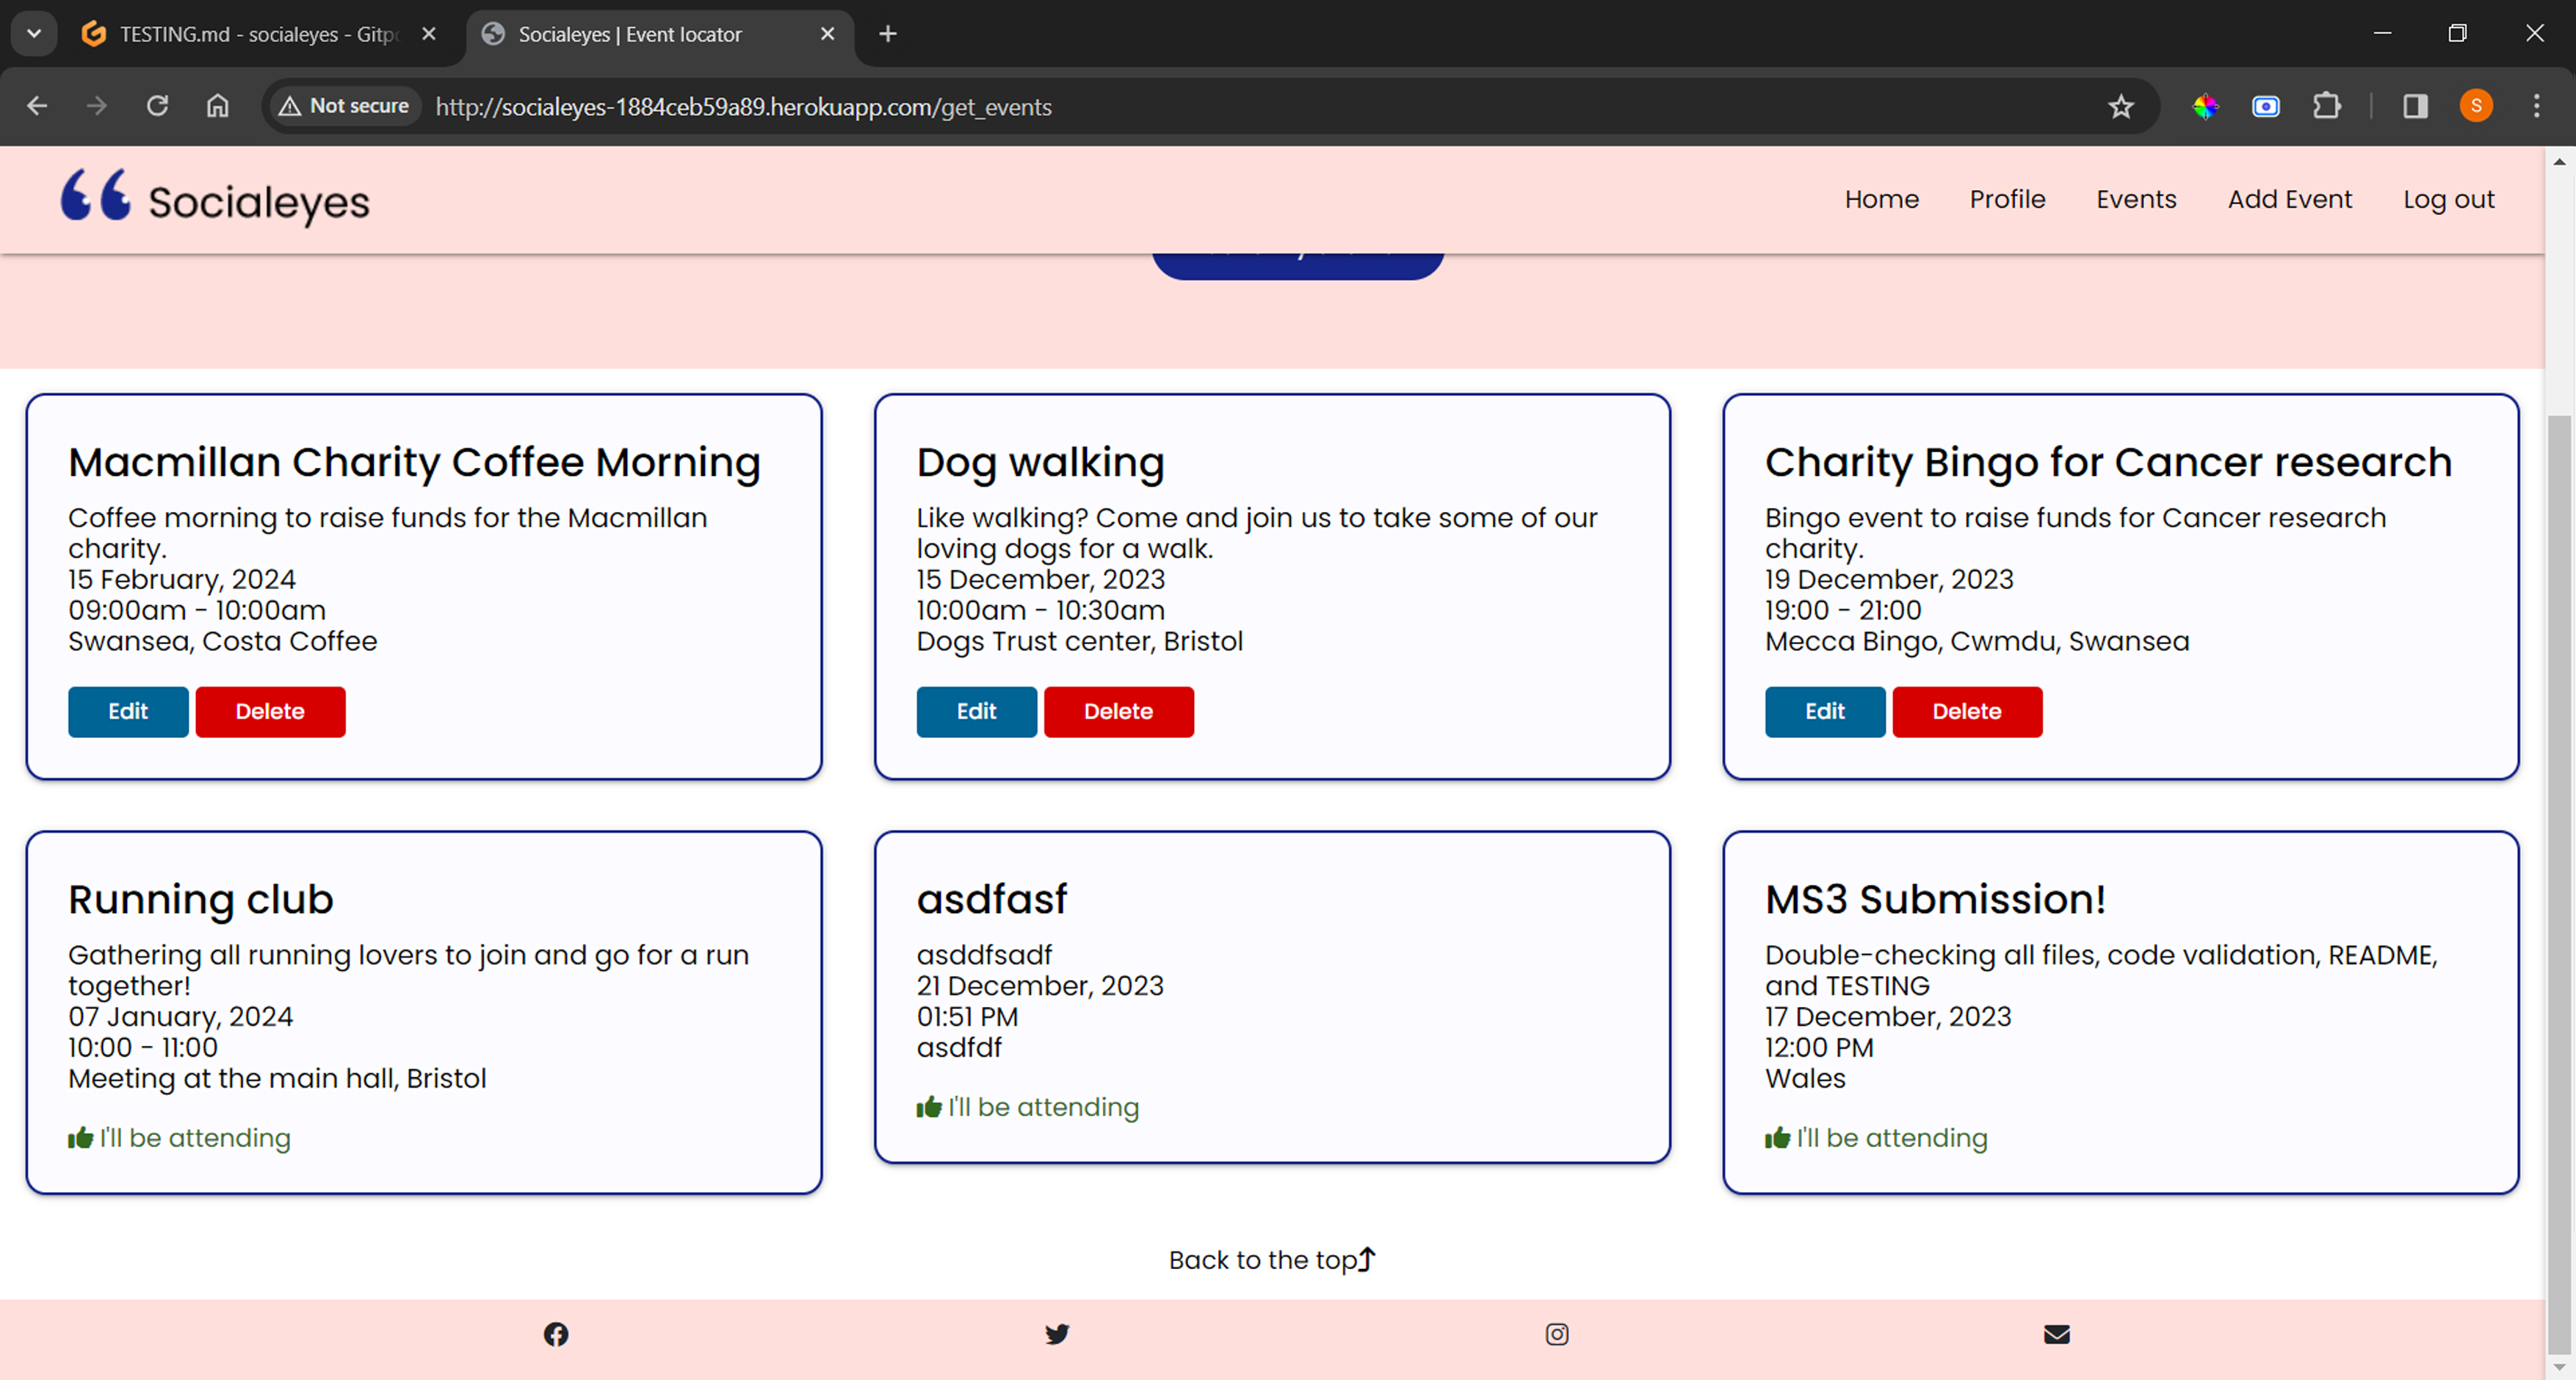 TESTING.md - socialeyes - Gitp
Socialeyes | Event locator
Not secure
http://socialeyes-1884ceb59a89.herokuapp.com/get_events
S
Socialeyes
Home
Profile
Events
Add Event
Log out
Macmillan Charity Coffee Morning
Coffee morning to raise funds for the Macmillan
charity.
15 February, 2024
09:00am - 10:00am
Swansea, Costa Coffee
Edit
Delete
Dog walking
Like walking? Come and join us to take some of our
loving dogs for a walk.
15 December, 2023
10:00am - 10:30am
Dogs Trust center, Bristol
Edit
Delete
Charity Bingo for Cancer research
Bingo event to raise funds for Cancer research
charity.
19 December, 2023
19:00 - 21:00
Mecca Bingo, Cwmdu, Swansea
Edit
Delete
Running club
Gathering all running lovers to join and go for a run
together!
07 January, 2024
10:00 - 11:00
Meeting at the main hall, Bristol
I'll be attending
asdfasf
asddfsadf
21 December, 2023
01:51 PM
asdfdf
I'll be attending
MS3 Submission!
Double-checking all files, code validation, README,
and TESTING
17 December, 2023
12:00 PM
Wales
I'll be attending
Back to the top